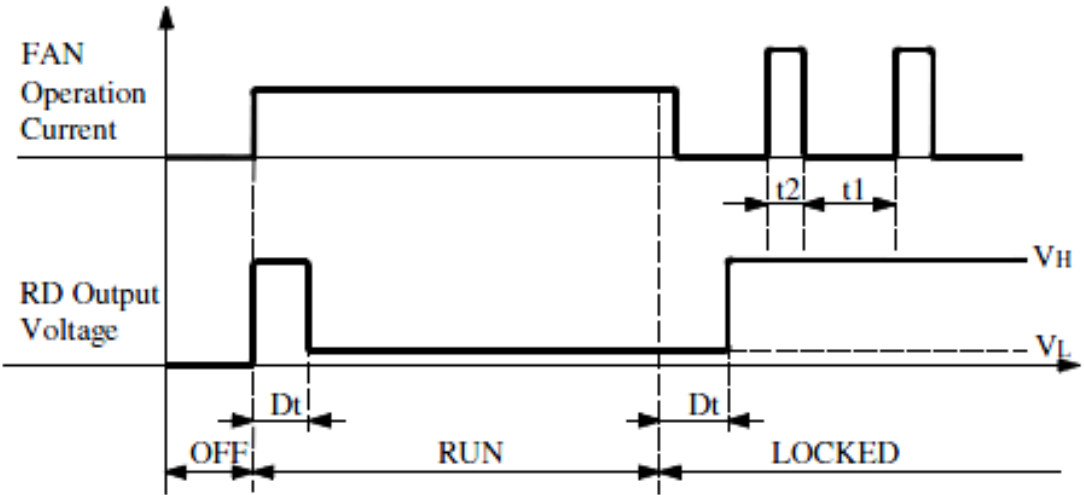 FAN
Operation
Current
t2 t1
VH
RD Output
Voltage
VL
Dt Dt
OFF RUN LOCKED